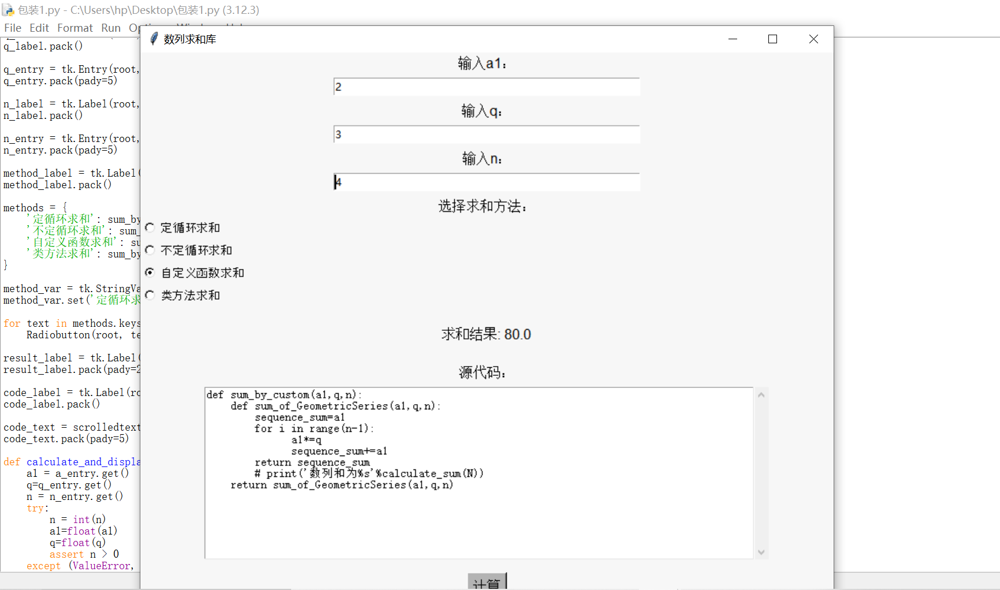 包装1.py - C:\Users\hp\Desktop\包装1.py (3.12.3)
File Edit Format Run
q_label.pack()
q_entry = tk.Entry(root,
q_entry.pack(pady=5)
n_label = tk.Label(root,
n_label.pack()
n_entry = tk.Entry(root,
n_entry.pack(pady=5)
method_label = tk.Label(
method_label.pack()
methods = {
'定循环求和': sum_by
'不定循环求和': sum_
'自定义函数求和': su
'类方法求和': sum_by
}
method_var = tk.StringVa
method_var.set('定循环求
for text in methods.keys
Radiobutton(root, te
result_label = tk.Label(
result_label.pack(pady=2
code_label = tk.Label(ro
code_label.pack()
code_text = scrolledtext
code_text.pack(pady=5)
def calculate_and_displa
a1 = a_entry.get()
q=q_entry.get()
n = n_entry.get()
try:
n = int(n)
a1=float(a1)
q=float(q)
assert n > 0
except (ValueError,
数列求和库
输入a1:
2
输入q:
3
输入n:
4
选择求和方法:
定循环求和
不定循环求和
自定义函数求和
类方法求和
求和结果: 80.0
源代码:
def sum_by_custom(a1,q,n):
def sum_of_GeometricSeries(a1,q,n):
sequence_sum=a1
for i in range(n-1):
a1*=q
sequence_sum+=a1
return sequence_sum
# print('数列和为%s'%calculate_sum(N))
return sum_of_GeometricSeries(a1,q,n)
计算